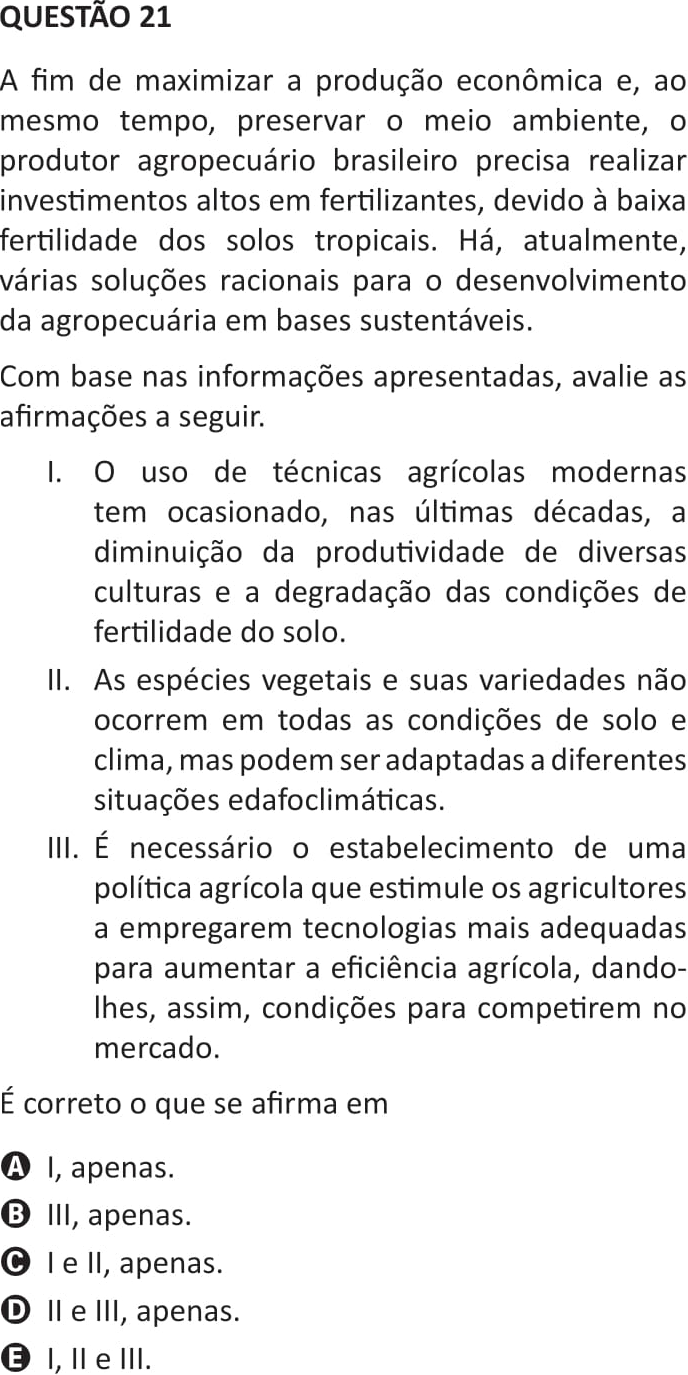 QUESTÃO 21
A fim de maximizar a produção econômica e, ao
mesmo tempo, preservar o meio ambiente, o
produtor agropecuário brasileiro precisa realizar
investimentos altos em fertilizantes, devido à baixa
fertilidade dos solos tropicais. Há, atualmente,
várias soluções racionais para o desenvolvimento
da agropecuária em bases sustentáveis.
Com base nas informações apresentadas, avalie as
afirmações a seguir.
I. O uso de técnicas agrícolas modernas
tem ocasionado, nas últimas décadas, a
diminuição da produtividade de diversas
culturas e a degradação das condições de
fertilidade do solo.
II. As espécies vegetais e suas variedades não
ocorrem em todas as condições de solo e
clima, mas podem ser adaptadas a diferentes
situações edafoclimáticas.
III. É necessário o estabelecimento de uma
política agrícola que estimule os agricultores
a empregarem tecnologias mais adequadas
para aumentar a eficiência agrícola, dando-
lhes, assim, condições para competirem no
mercado.
É correto o que se afirma em
A I, apenas.
B III, apenas.
C I e II, apenas.
D II e III, apenas.
E I, II e III.